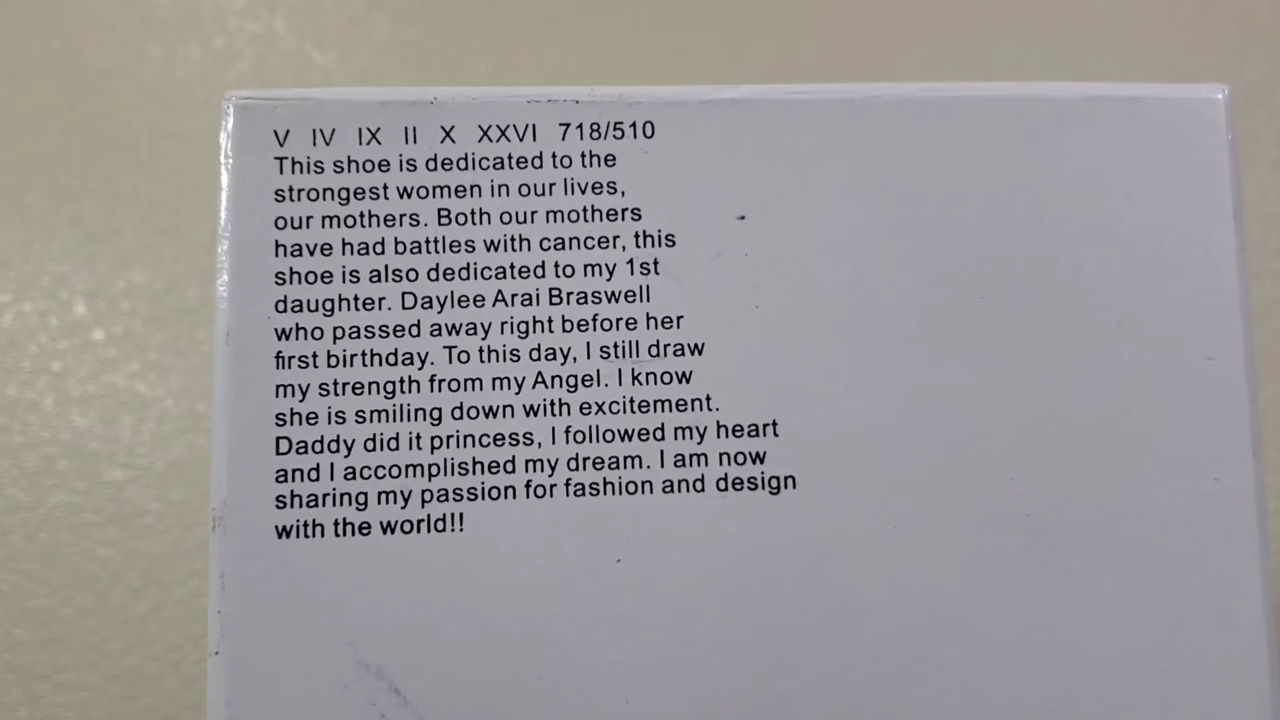 V IV IX II X XXVI 718/510
This shoe is dedicated to the
strongest women in our lives,
our mothers. Both our mothers
have had battles with cancer, this
shoe is also dedicated to my 1st
daughter. Daylee Arai Braswell
who passed away right before her
first birthday. To this day, I still draw
my strength from my Angel. I know
she is smiling down with excitement.
Daddy did it princess, I followed my heart
and I accomplished my dream. I am now
sharing my passion for fashion and design
with the world!!